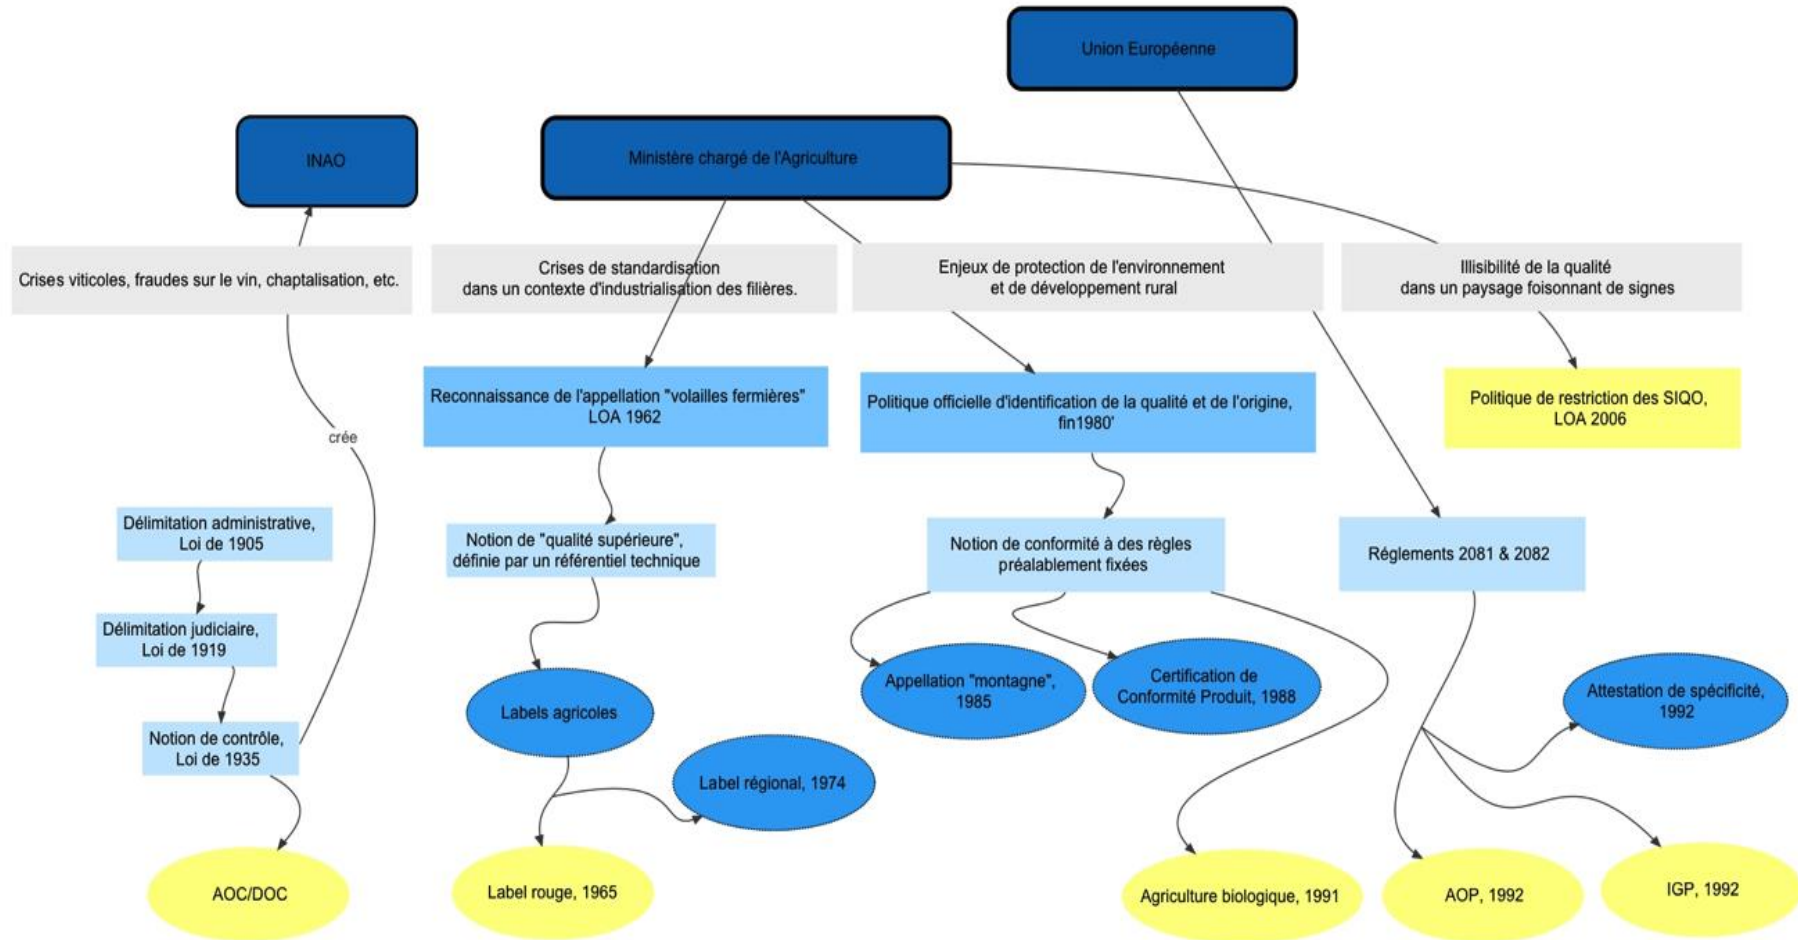 Union Européenne
INAO
Ministère chargé de l'Agriculture
Crises viticoles, fraudes sur le vin, chaptalisation, etc.
Crises de standardisation
dans un contexte d'industrialisation des filières.
Enjeux de protection de l'environnement
et de développement rural
Illisibilité de la qualité
dans un paysage foisonnant de signes
Reconnaissance de l'appellation "volailles fermières"
LOA 1962
Politique officielle d'identification de la qualité et de l'origine,
fin1980'
Politique de restriction des SIQO,
LOA 2006
crée
Délimitation administrative,
Loi de 1905
Notion de "qualité supérieure",
définie par un référentiel technique
Notion de conformité à des règles
préalablement fixées
Réglements 2081 & 2082
Délimitation judiciaire,
Loi de 1919
Labels agricoles
Appellation "montagne",
1985
Certification de
Conformité Produit, 1988
Attestation de spécificité,
1992
Notion de contrôle,
Loi de 1935
Label régional, 1974
AOC/DOC
Label rouge, 1965
Agriculture biologique, 1991
AOP, 1992
IGP, 1992